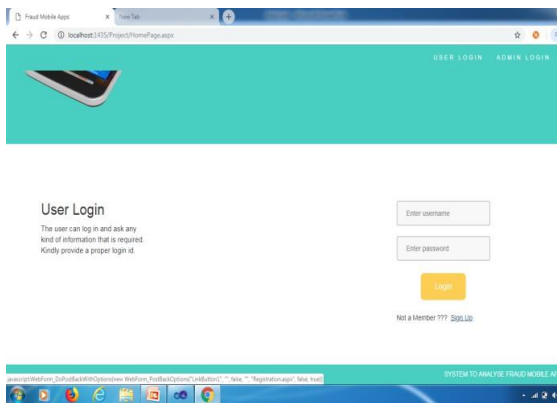 Fraud Mobile Apps
New Tab
localhost:1435/Project/HomePage.aspx
USER LOGIN ADMIN LOGIN
User Login
The user can log in and ask any
kind of information that is required.
Kindly provide a proper login id.
Enter username
Enter password
Login
Not a Member ??? Sign Up
SYSTEM TO ANALYSE FRAUD MOBILE AP
javascript:WebForm_DoPostBackWithOptions(new WebForm_PostBackOptions("LinkButton1", "", false, "", "Registration.aspx", false, true))